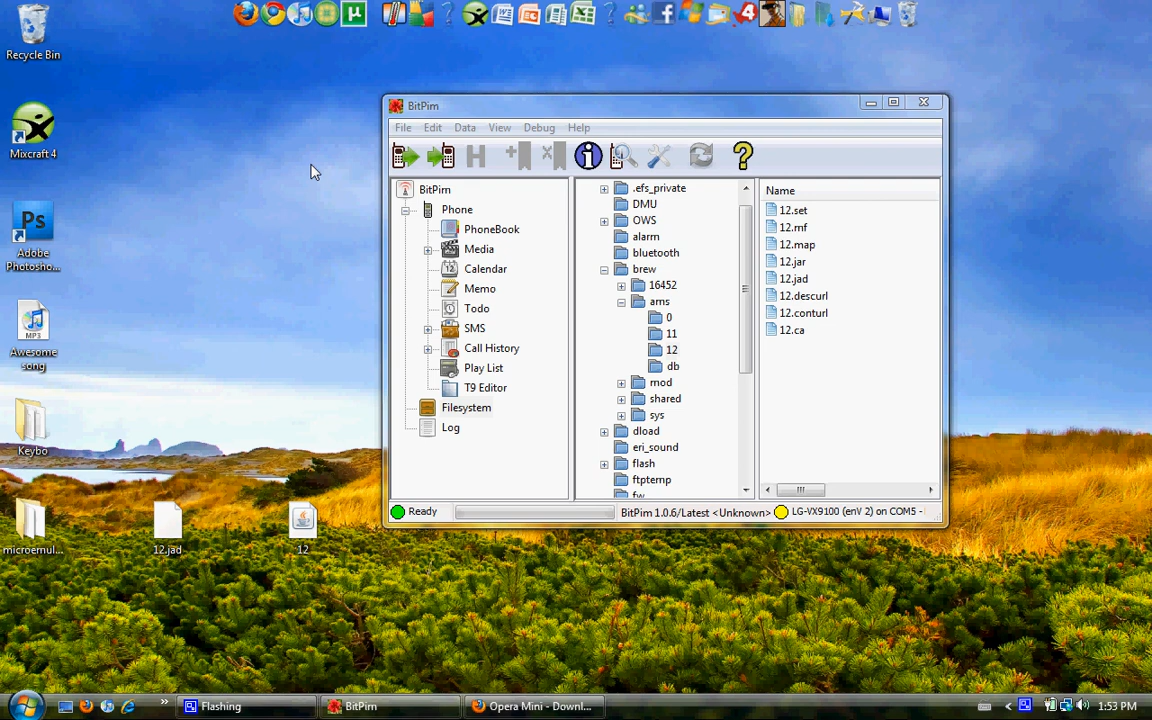 Recycle Bin
Mixcraft 4
Ps
Adobe
Photosho...
MP3
Awesome
song
Keybo
microemul...
12.jad
12
BitPim
File Edit Data View Debug Help
BitPim
Phone
PhoneBook
Media
Calendar
Memo
Todo
SMS
Call History
Play List
T9 Editor
Filesystem
Log
.efs_private
DMU
OWS
alarm
bluetooth
brew
16452
ams
0
11
12
db
mod
shared
sys
dload
eri_sound
flash
ftptemp
fw
Name
12.set
12.rnf
12.map
12.jar
12.jad
12.descurl
12.conturl
12.ca
Ready
BitPim 1.0.6/Latest <Unknown>
LG-VX9100 (enV 2) on COM5 -
Flashing
BitPim
Opera Mini - Downl...
1:53 PM